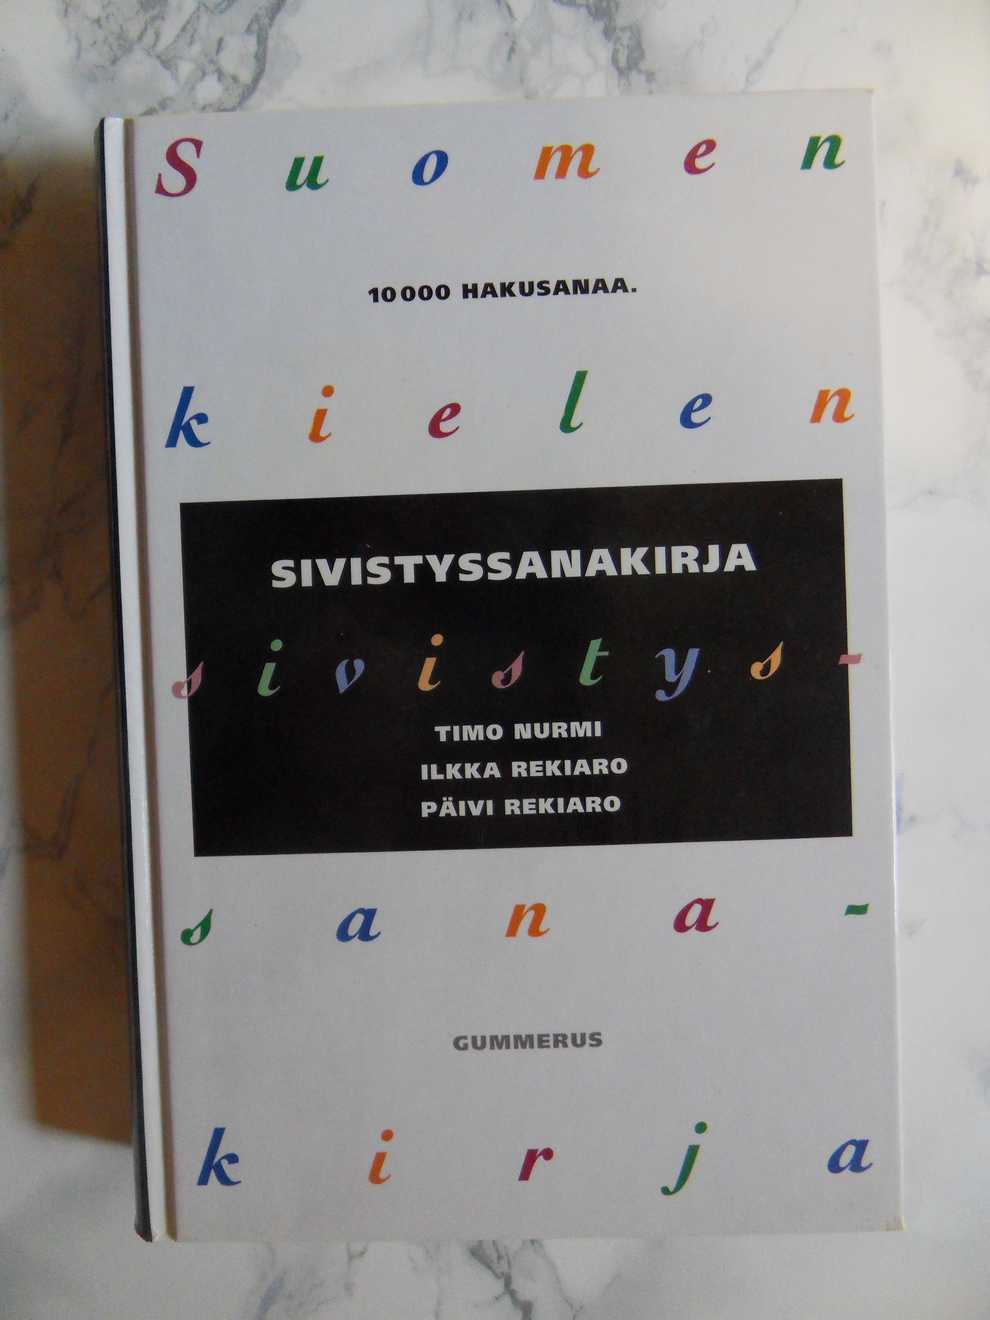 Suomen
10 000 HAKUSANAA.
kielen
SIVISTYSSANAKIRJA
sivistys-
TIMO NURMI
ILKKA REKIARO
PÄIVI REKIARO
sana-
GUMMERUS
kirja